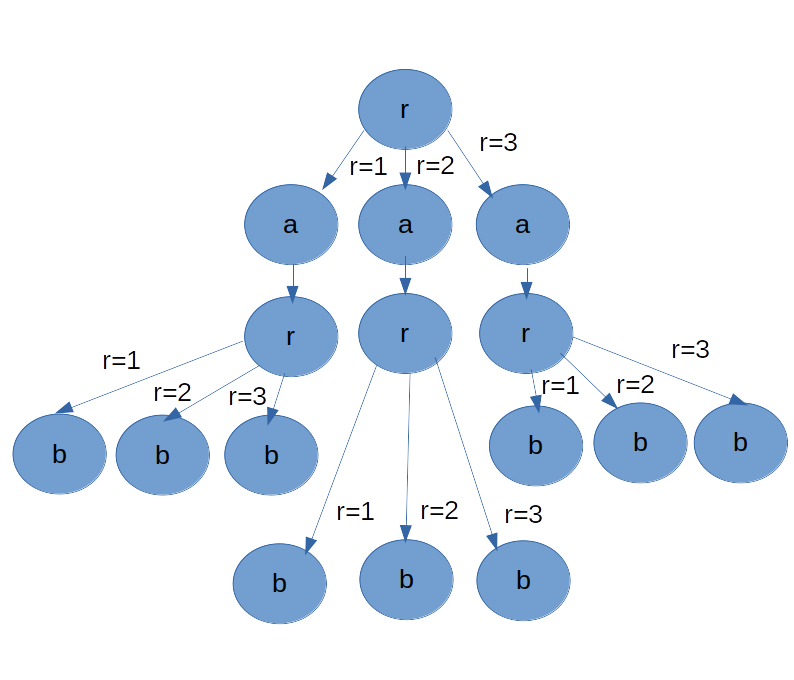 r
r=1 r=2 r=3
a a a
r r r
r=1 r=2 r=3 r=1 r=2 r=3
b b b b b b
r=1 r=2 r=3
b b b